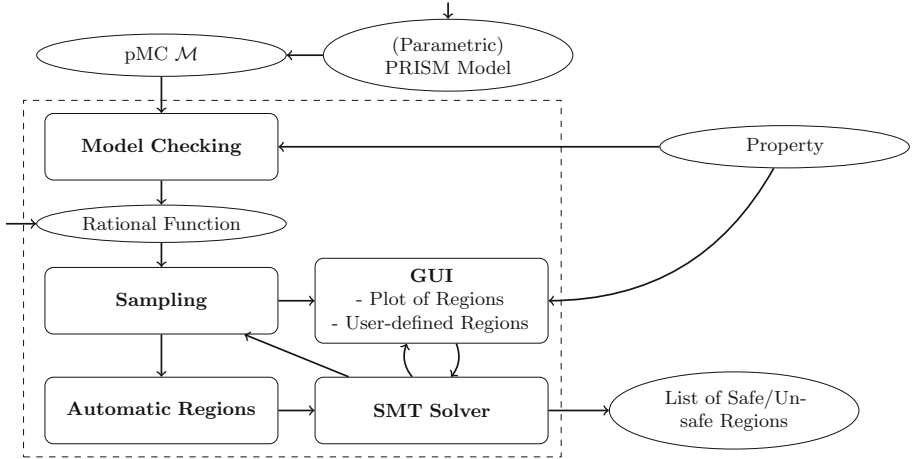 (Parametric)
PRISM Model
pMC ℳ
Model Checking
Property
Rational Function
Sampling
GUI
- Plot of Regions
- User-defined Regions
Automatic Regions
SMT Solver
List of Safe/Un-
safe Regions